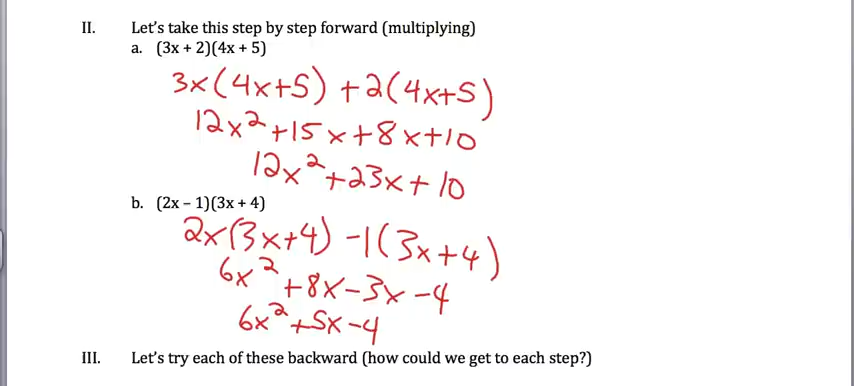 II. Let's take this step by step forward (multiplying)
a. (3x + 2)(4x + 5)
3x(4x+5) +2(4x+5)
12x²+15x+8x+10
12x²+23x+10
b. (2x – 1)(3x + 4)
2x(3x+4) -1(3x+4)
6x²+8x-3x-4
6x²+5x-4
III. Let's try each of these backward (how could we get to each step?)